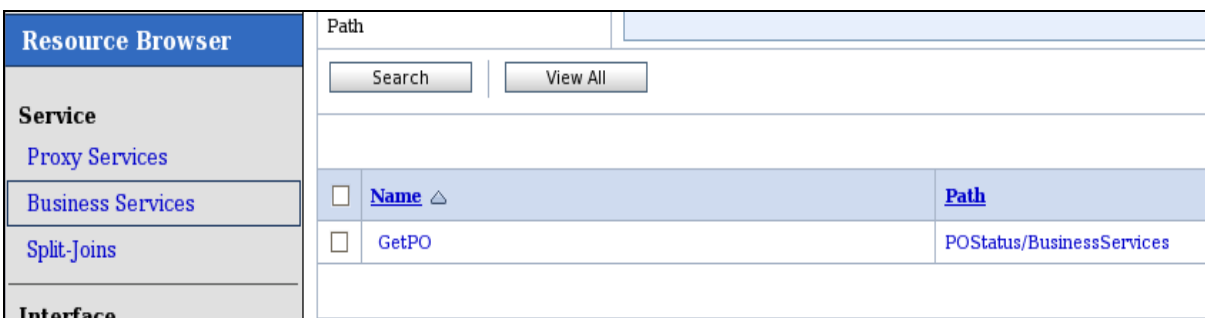 Resource Browser
Service
Proxy Services
Business Services
Split-Joins
Interface
Path
Search View All
Name Path
GetPO POStatus/BusinessServices